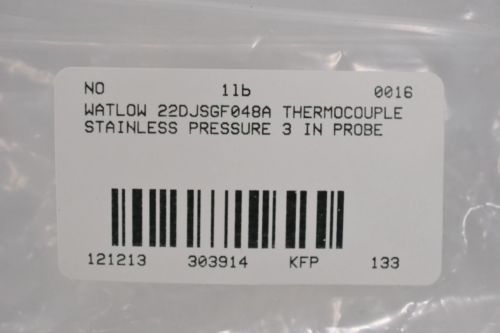 NO 1lb 0016
WATLOW 22DJSGF048A THERMOCOUPLE
STAINLESS PRESSURE 3 IN PROBE
121213 303914 KFP 133